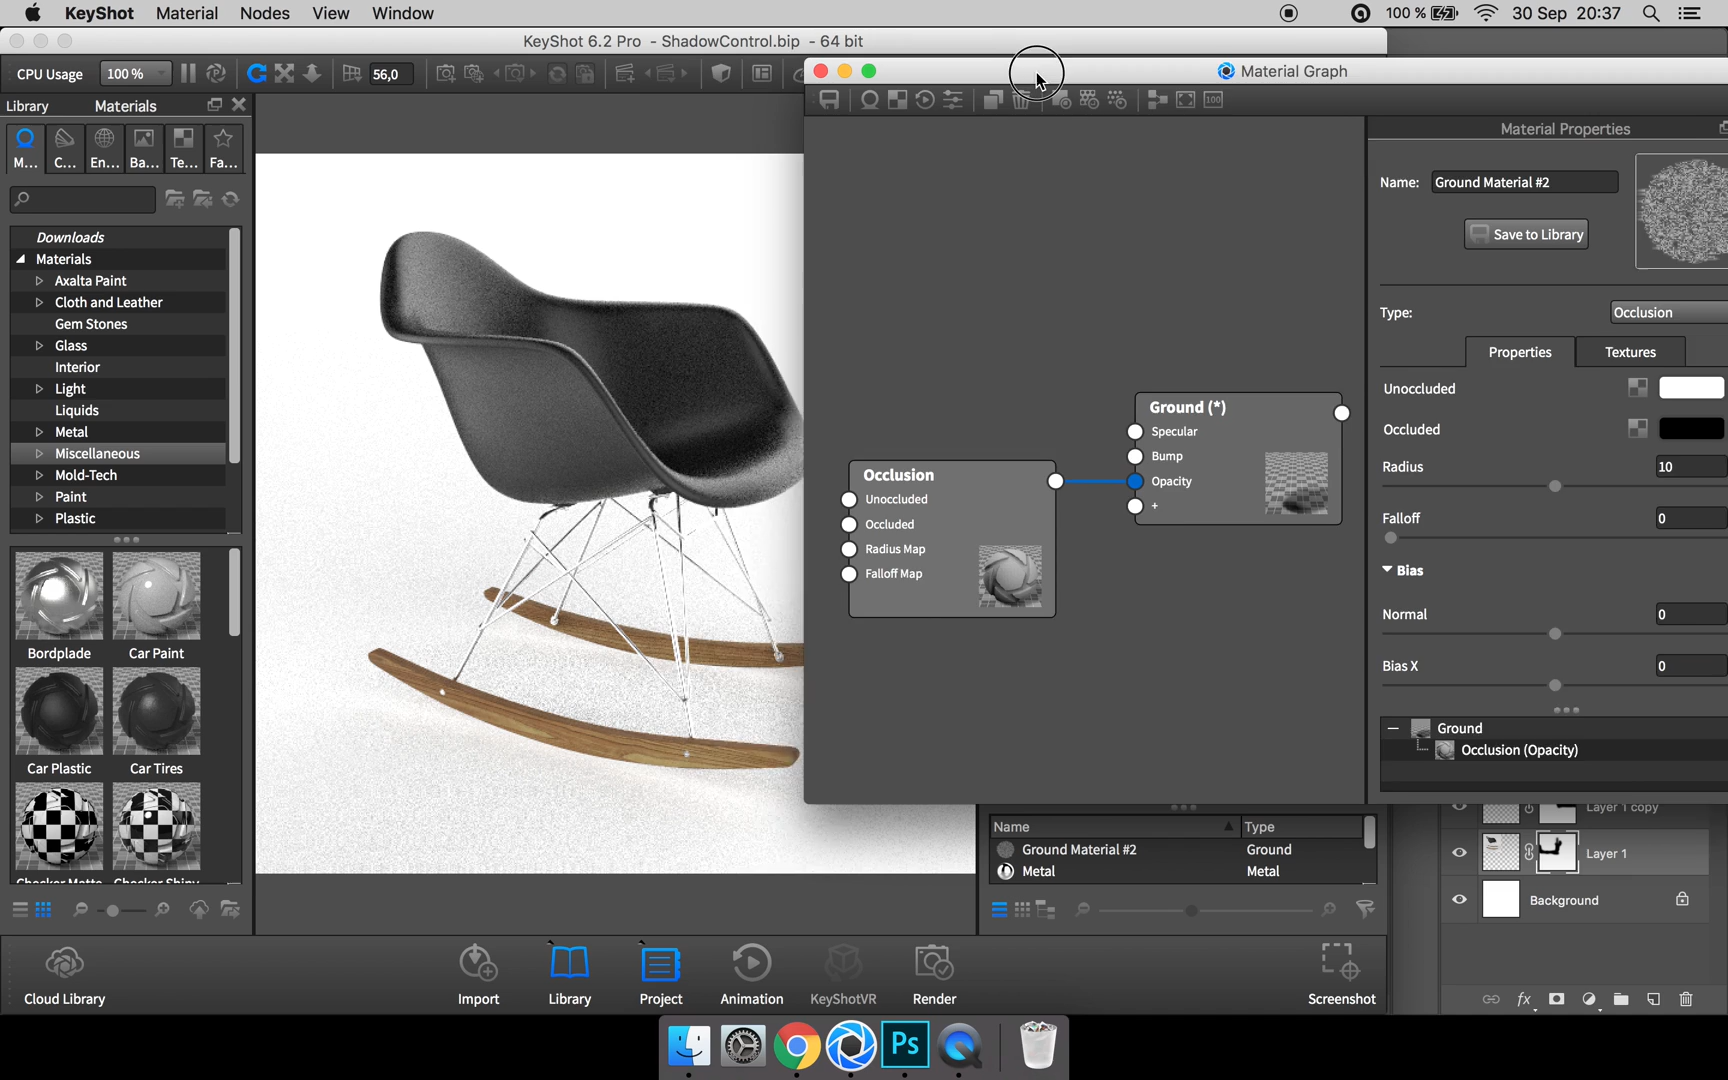 KeyShot Material Nodes View Window
100 % 30 Sep 20:37
KeyShot 6.2 Pro - ShadowControl.bip - 64 bit
CPU Usage 100 % 56,0
Library Materials
M... C... En... Ba... Te... Fa...
Downloads
Materials
Axalta Paint
Cloth and Leather
Gem Stones
Glass
Interior
Light
Liquids
Metal
Miscellaneous
Mold-Tech
Paint
Plastic
Bordplade Car Paint
Car Plastic Car Tires
Checker Matte Checker Shiny
Material Graph
100
Occlusion
Unoccluded
Occluded
Radius Map
Falloff Map
Ground (*)
Specular
Bump
Opacity
+
Material Properties
Name: Ground Material #2
Save to Library
Type: Occlusion
Properties Textures
Unoccluded
Occluded
Radius 10
Falloff 0
Bias
Normal 0
Bias X 0
Ground
Occlusion (Opacity)
Name Type
Ground Material #2 Ground
Metal Metal
Layer 1 copy
Layer 1
Background
fx
Cloud Library Import Library Project Animation KeyShotVR Render Screenshot
Ps